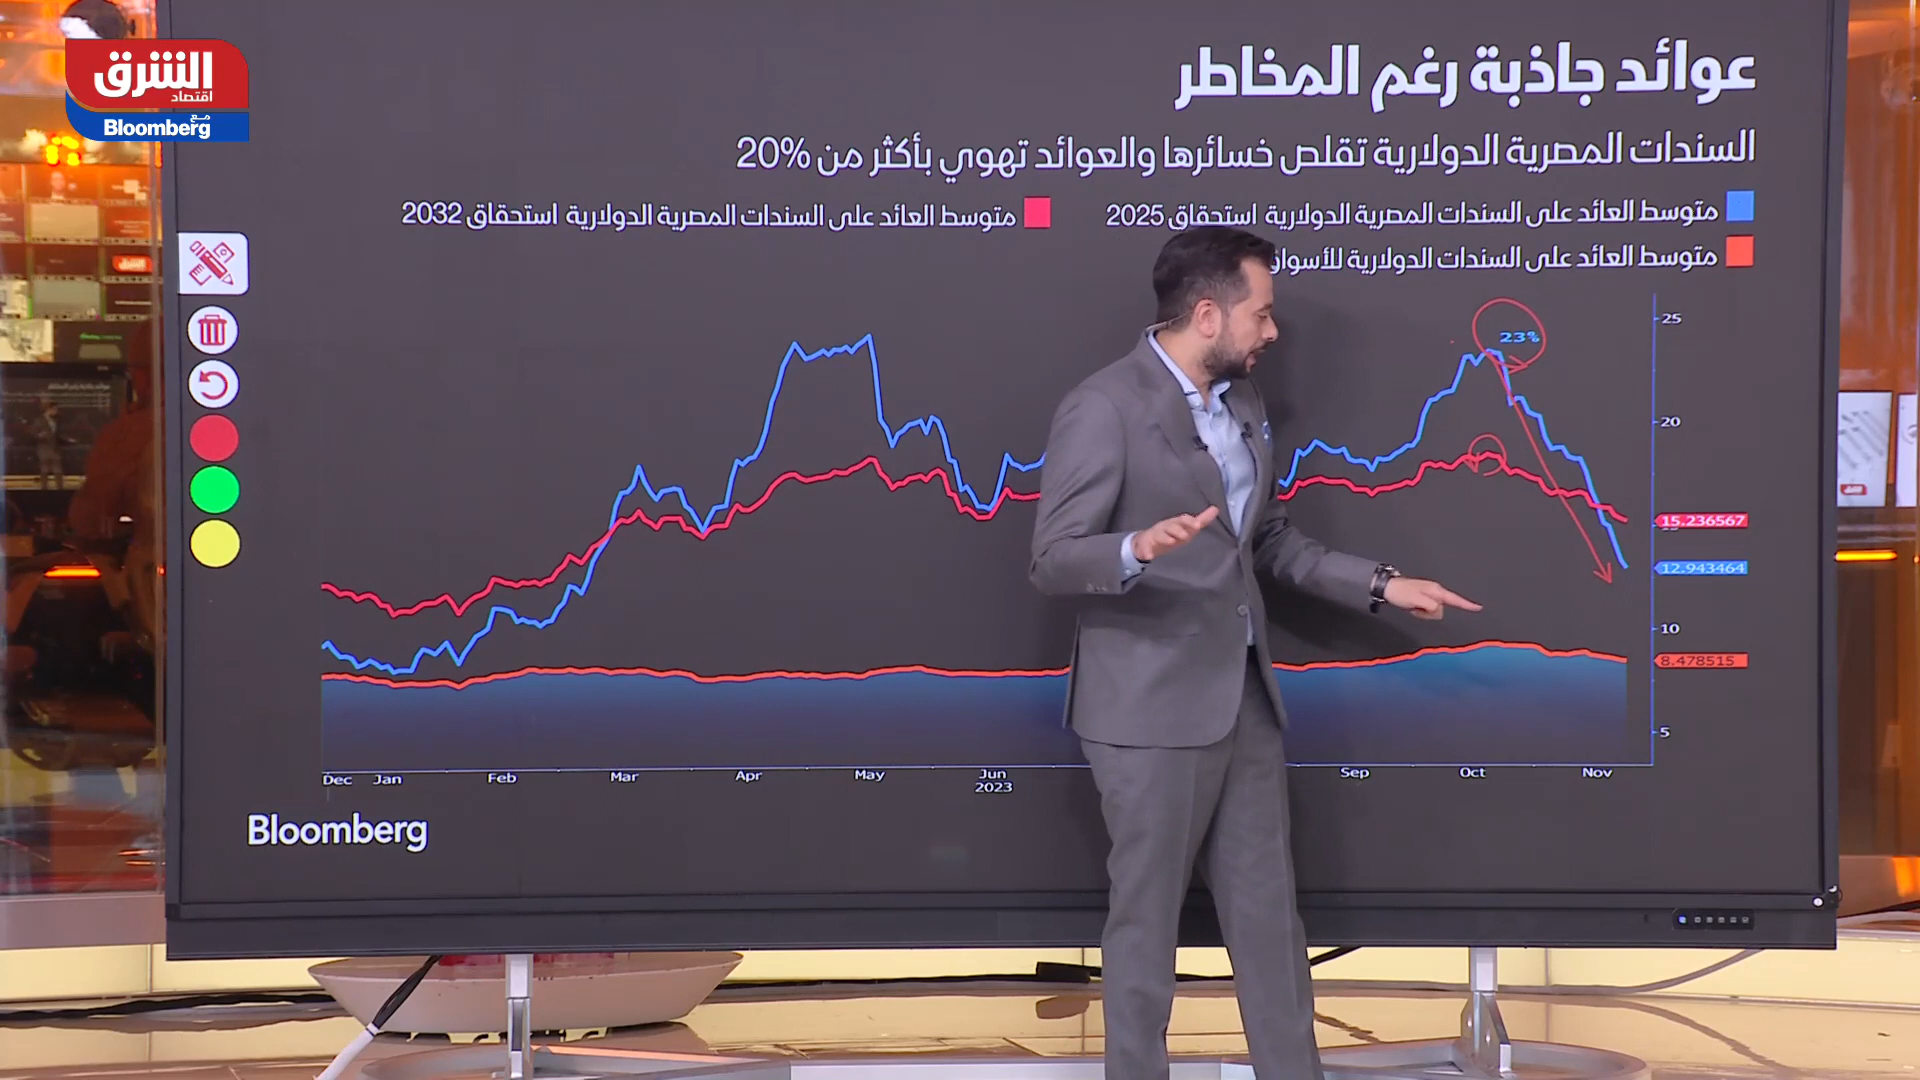 الشرق
اقتصاد
مع
Bloomberg
عوائد جاذبة رغم المخاطر
السندات المصرية الدولارية تقلص خسائرها والعوائد تهوي بأكثر من 20%
متوسط العائد على السندات المصرية الدولارية استحقاق 2025
متوسط العائد على السندات المصرية الدولارية استحقاق 2032
متوسط العائد على السندات الدولارية
23%
25
20
15.236567
12.943464
10
8.478515
5
Dec Jan Feb Mar Apr May Jun Sep Oct Nov
2023
Bloomberg